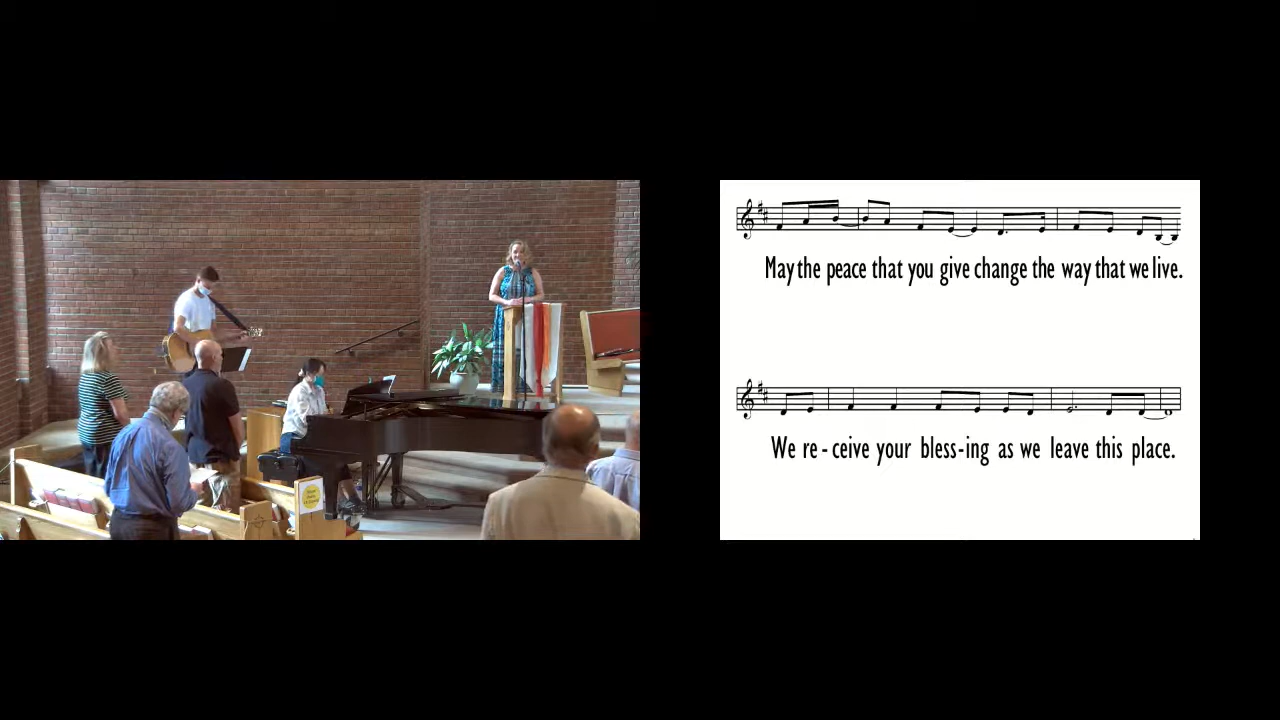 May the peace that you give change the way that we live.
We re - ceive your bless-ing as we leave this place.